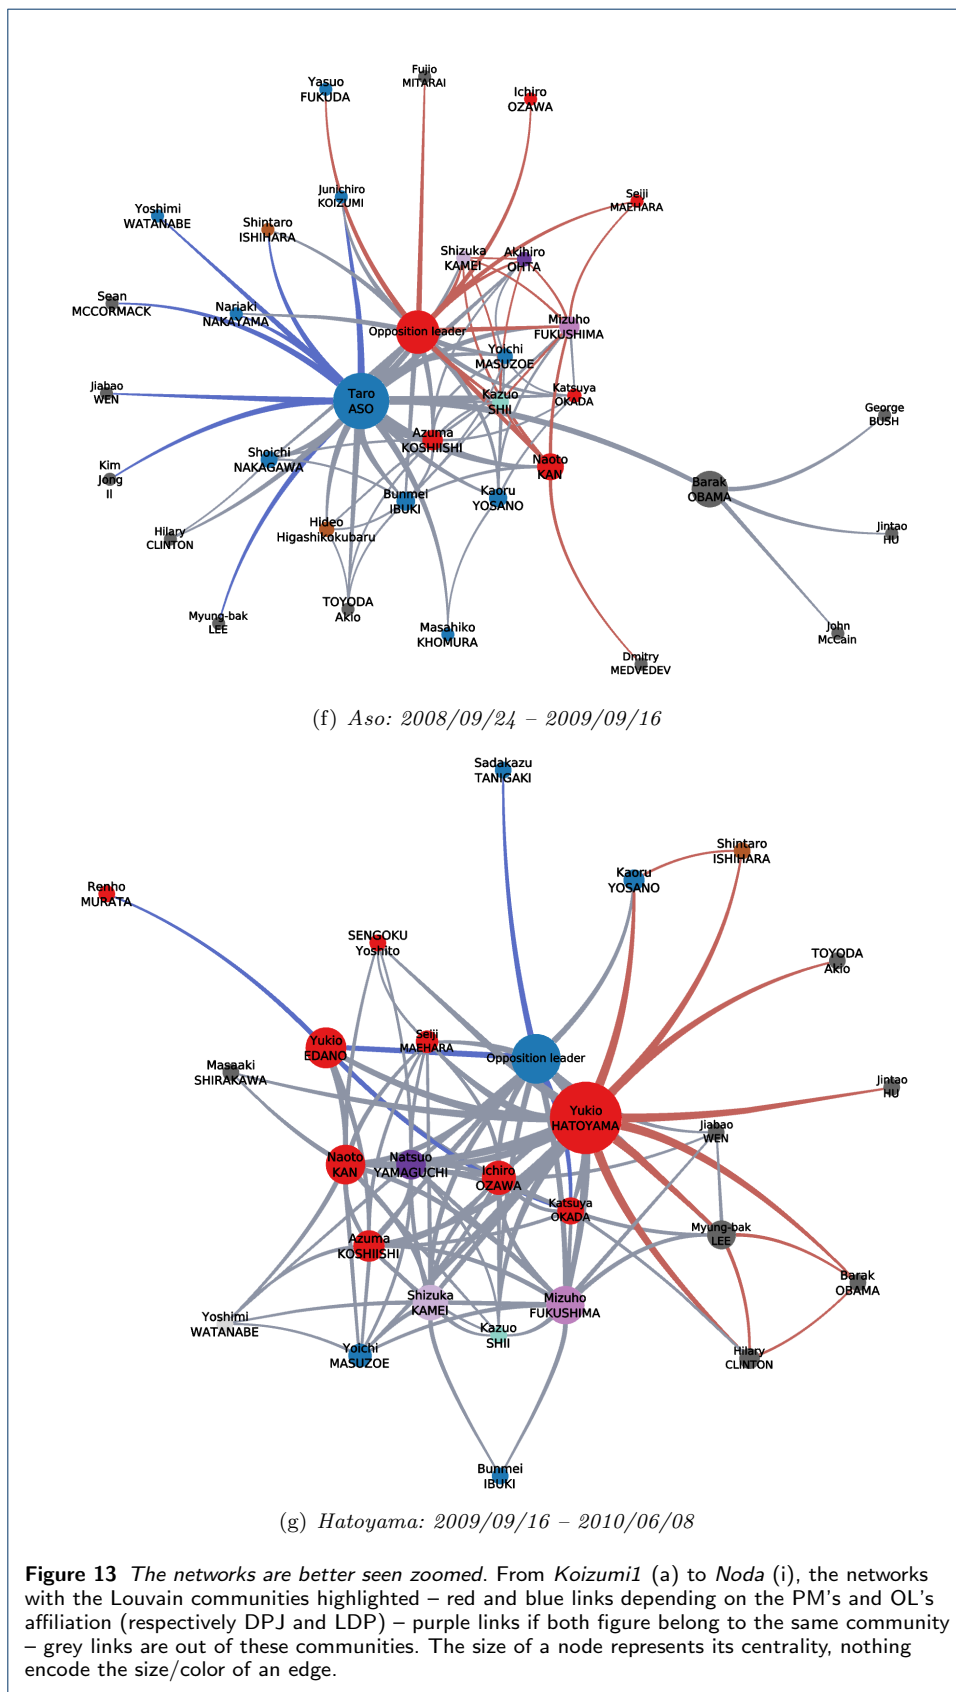 Fujio
MITARAI
Yasuo
FUKUDA
Ichiro
OZAWA
Junichiro
KOIZUMI
Seiji
MAEHARA
Yoshimi
WATANABE
Shintaro
ISHIHARA
Shizuka
KAMEI
Akihiro
OHTA
Sean
MCCORMACK
Nariaki
NAKAYAMA
Opposition leader
Mizuho
FUKUSHIMA
Yoichi
MASUZOE
Jiabao
WEN
Taro
ASO
Kazuo
SHII
Katsuya
OKADA
George
BUSH
Azuma
KOSHIISHI
Kim
Jong
Il
Shoichi
NAKAGAWA
Naoto
KAN
Barak
OBAMA
Bunmei
IBUKI
Kaoru
YOSANO
Hilary
CLINTON
Hideo
Higashikokubaru
Jintao
HU
TOYODA
Akio
Myung-bak
LEE
Masahiko
KHOMURA
John
McCain
Dmitry
MEDVEDEV
(f) Aso: 2008/09/24 – 2009/09/16
Sadakazu
TANIGAKI
Shintaro
ISHIHARA
Kaoru
YOSANO
Renho
MURATA
SENGOKU
Yoshito
TOYODA
Akio
Yukio
EDANO
Seiji
MAEHARA
Opposition leader
Masaaki
SHIRAKAWA
Jintao
HU
Yukio
HATOYAMA
Jiabao
WEN
Naoto
KAN
Natsuo
YAMAGUCHI
Ichiro
OZAWA
Katsuya
OKADA
Myung-bak
LEE
Azuma
KOSHIISHI
Barak
OBAMA
Shizuka
KAMEI
Mizuho
FUKUSHIMA
Yoshimi
WATANABE
Kazuo
SHII
Yoichi
MASUZOE
Hilary
CLINTON
Bunmei
IBUKI
(g) Hatoyama: 2009/09/16 – 2010/06/08
Figure 13 The networks are better seen zoomed. From Koizumi1 (a) to Noda (i), the networks
with the Louvain communities highlighted – red and blue links depending on the PM's and OL's
affiliation (respectively DPJ and LDP) – purple links if both figure belong to the same community
– grey links are out of these communities. The size of a node represents its centrality, nothing
encode the size/color of an edge.